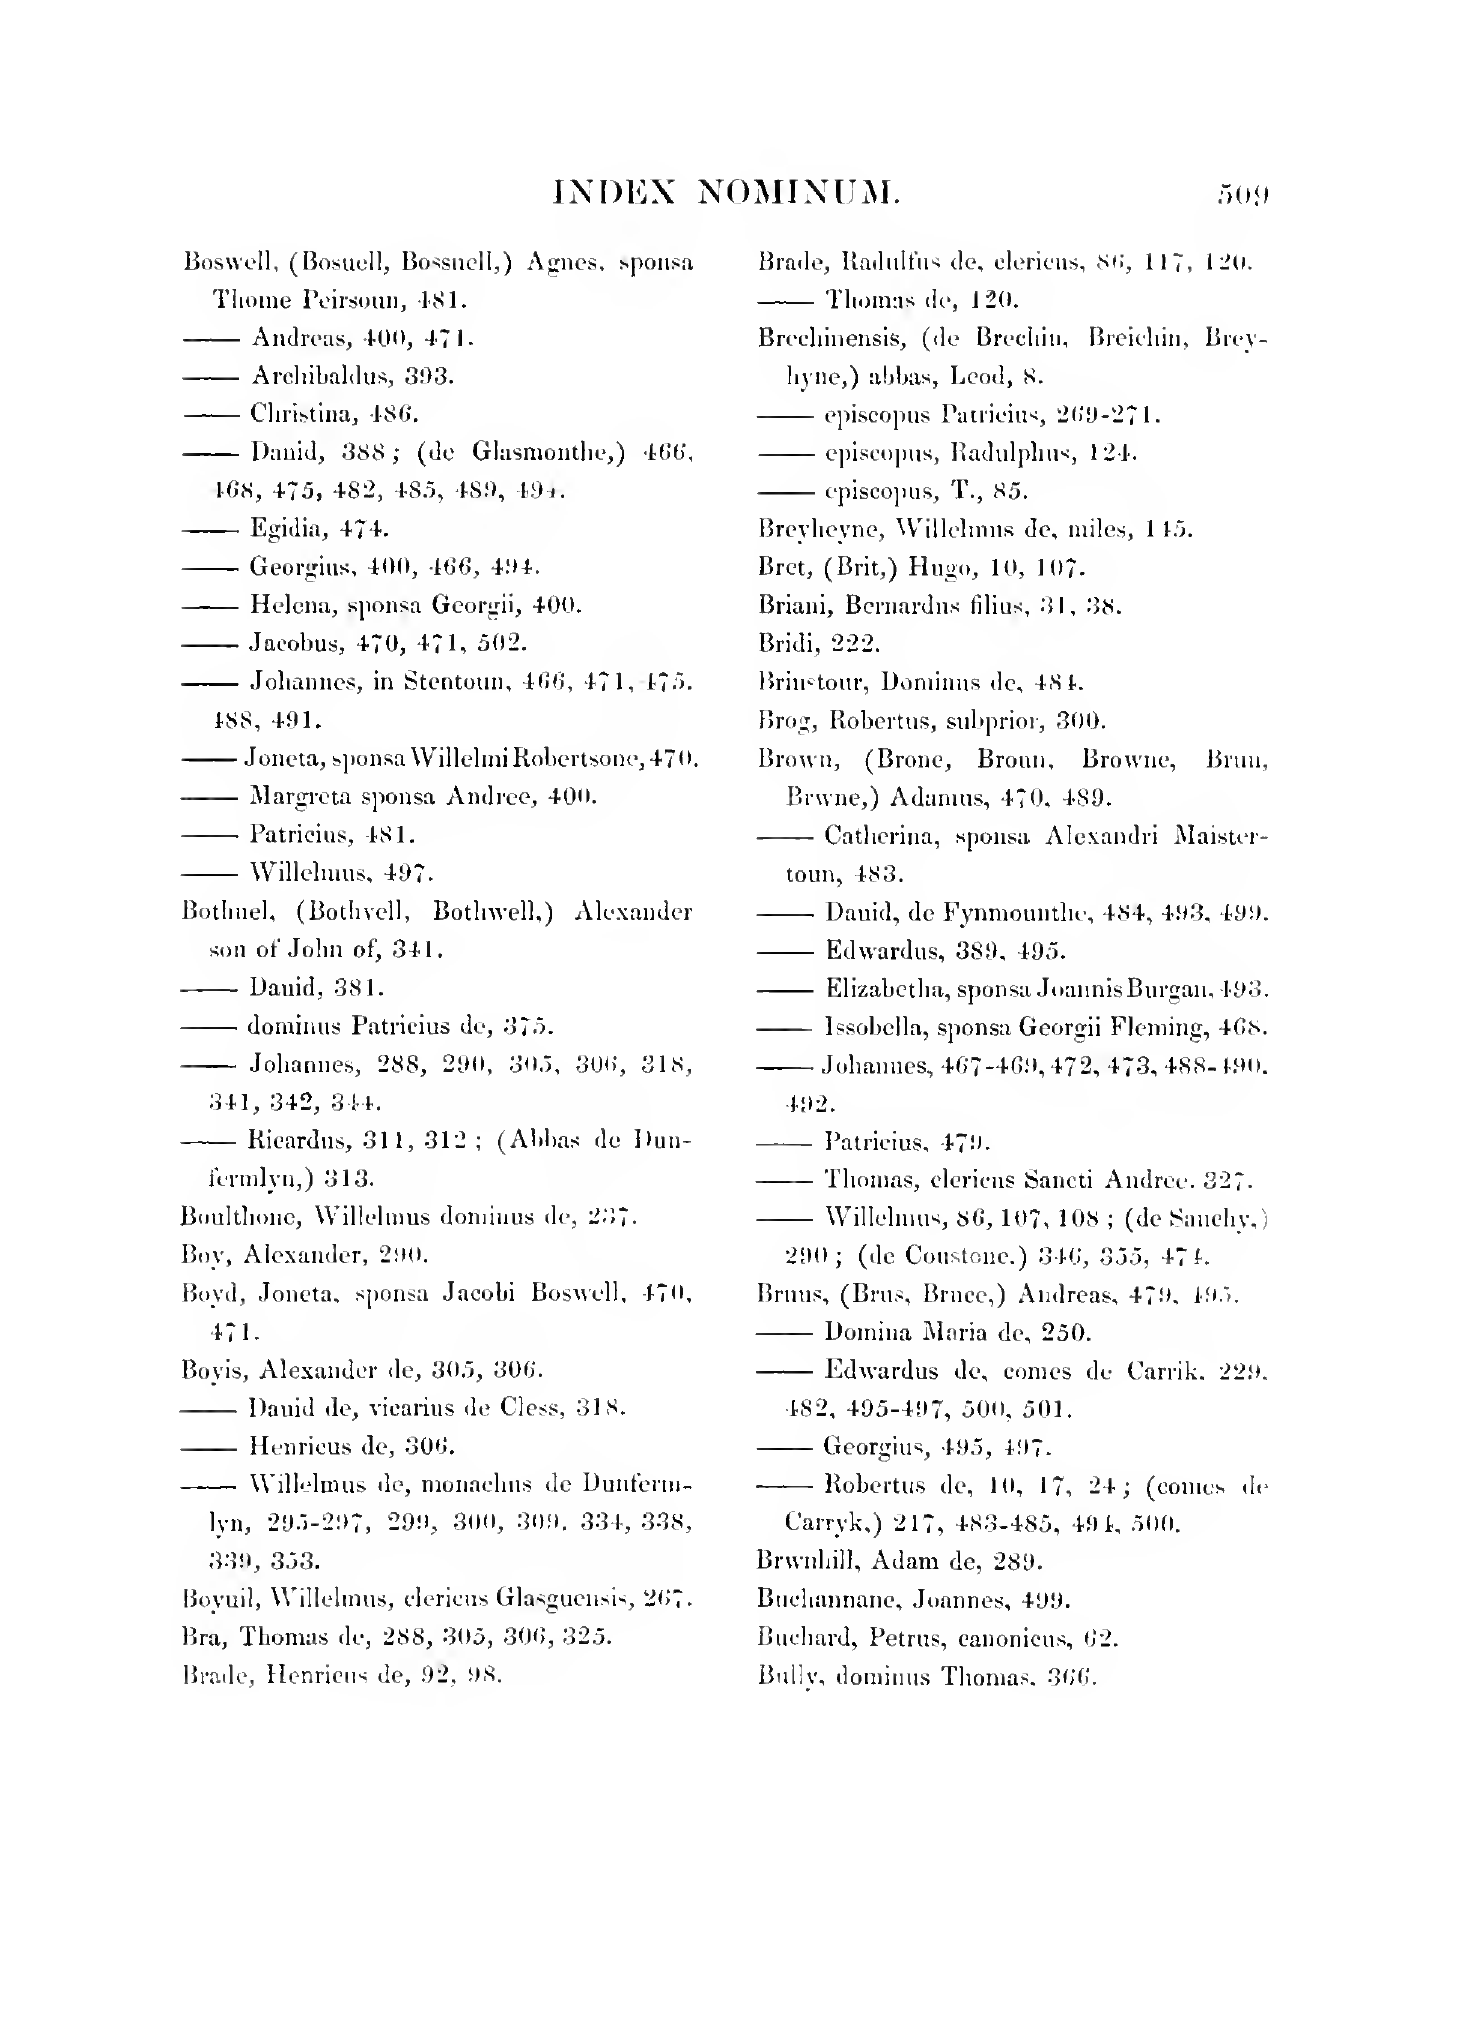 INDEX NOMINUM. 509
Boswell, (Bosuell, Bossuell,) Agnes, sponsa
Thome Peirsoun, 481.
—— Andreas, 400, 471.
—— Archibaldus, 393.
—— Christina, 486.
—— Dauid, 388; (de Glasmonthe,) 466,
468, 475, 482, 485, 489, 494.
—— Egidia, 474.
—— Georgius, 400, 466, 494.
—— Helena, sponsa Georgii, 400.
—— Jacobus, 470, 471, 502.
—— Johannes, in Stentoun, 466, 471, 475,
488, 491.
—— Joneta, sponsa Willelmi Robertsone, 470.
—— Margreta sponsa Andree, 400.
—— Patricius, 481.
—— Willelmus, 497.
Bothuel, (Bothvell, Bothwell,) Alexander
son of John of, 341.
—— Dauid, 381.
—— dominus Patricius de, 375.
—— Johannes, 288, 290, 305, 306, 318,
341, 342, 344.
—— Ricardus, 311, 312; (Abbas de Dun-
fermlyn,) 313.
Boulthone, Willelmus dominus de, 237.
Boy, Alexander, 290.
Boyd, Joneta, sponsa Jacobi Boswell, 470,
471.
Boyis, Alexander de, 305, 306.
—— Dauid de, vicarius de Cless, 318.
—— Henricus de, 306.
—— Willelmus de, monachus de Dunferm-
lyn, 295-297, 299, 300, 309, 334, 338,
339, 353.
Boyuil, Willelmus, clericus Glasguensis, 267.
Bra, Thomas de, 288, 305, 306, 325.
Brade, Henricus de, 92, 98.
Brade, Radulfus de, clericus, 86, 117, 120.
—— Thomas de, 120.
Brechinensis, (de Brechin, Breichin, Brey-
hyne,) abbas, Leod, 8.
—— episcopus Patricius, 269-271.
—— episcopus, Radulphus, 124.
—— episcopus, T., 85.
Breyheyne, Willelmus de, miles, 145.
Bret, (Brit,) Hugo, 10, 107.
Briani, Bernardus filius, 31, 38.
Bridi, 222.
Brinstour, Dominus de, 484.
Brog, Robertus, subprior, 300.
Brown, (Brone, Broun, Browne, Brun,
Brwne,) Adamus, 470, 489.
—— Catherina, sponsa Alexandri Maister-
toun, 483.
—— Dauid, de Fynmounthe, 484, 493, 499.
—— Edwardus, 389, 495.
—— Elizabetha, sponsa Joannis Burgan, 493.
—— Issobella, sponsa Georgii Fleming, 468.
—— Johannes, 467-469, 472, 473, 488-490,
492.
—— Patricius, 479.
—— Thomas, clericus Sancti Andree, 327.
—— Willelmus, 86, 107, 108; (de Sauchy,)
290; (de Coustone,) 346, 355, 474.
Bruus, (Brus, Bruce,) Andreas, 479, 495.
—— Domina Maria de, 250.
—— Edwardus de, comes de Carrik, 229,
482, 495-497, 500, 501.
—— Georgius, 495, 497.
—— Robertus de, 10, 17, 24; (comes de
Carryk,) 217, 483-485, 494, 500.
Brwnhill, Adam de, 289.
Buchannane, Joannes, 499.
Buchard, Petrus, canonicus, 62.
Bully, dominus Thomas, 366.